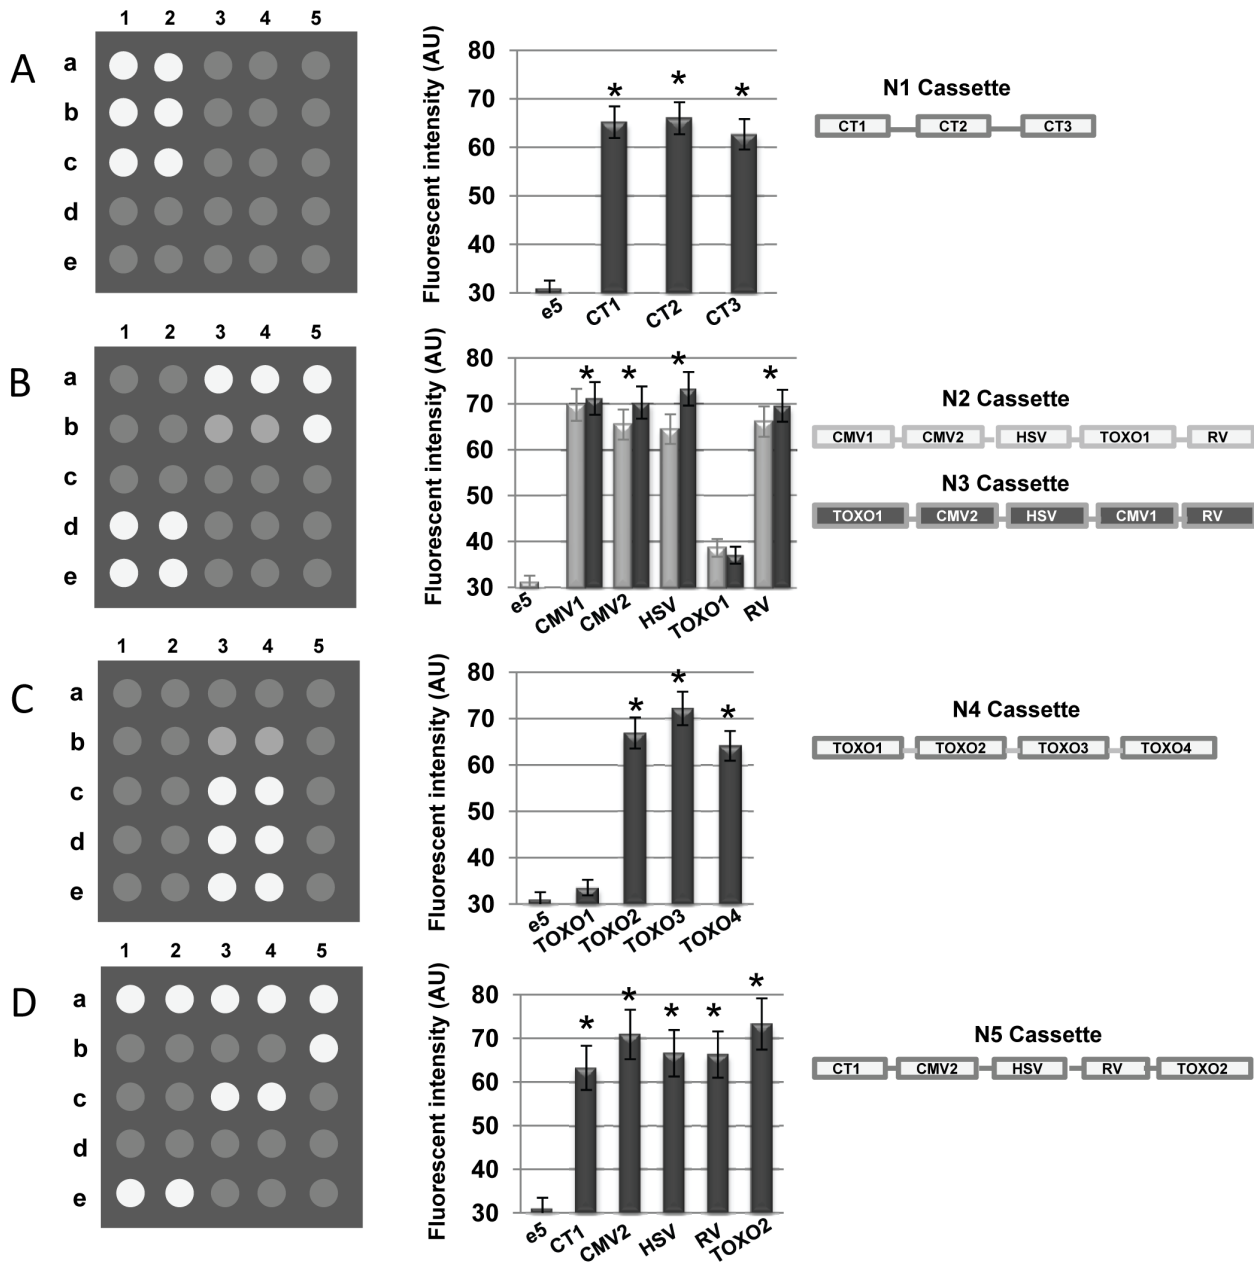 A
1 2 3 4 5
a
b
c
d
e
Fluorescent intensity (AU)
80
70
60
50
40
30
* * *
e5 CT1 CT2 CT3
N1 Cassette
CT1 CT2 CT3
B
1 2 3 4 5
a
b
c
d
e
Fluorescent intensity (AU)
80
70
60
50
40
30
* * * *
e5 CMV1 CMV2 HSV TOXO1 RV
N2 Cassette
CMV1 CMV2 HSV TOXO1 RV
N3 Cassette
TOXO1 CMV2 HSV CMV1 RV
C
1 2 3 4 5
a
b
c
d
e
Fluorescent intensity (AU)
80
70
60
50
40
30
* * *
e5 TOXO1 TOXO2 TOXO3 TOXO4
N4 Cassette
TOXO1 TOXO2 TOXO3 TOXO4
D
1 2 3 4 5
a
b
c
d
e
Fluorescent intensity (AU)
80
70
60
50
40
30
* * * * *
e5 CT1 CMV2 HSV RV TOXO2
N5 Cassette
CT1 CMV2 HSV RV TOXO2